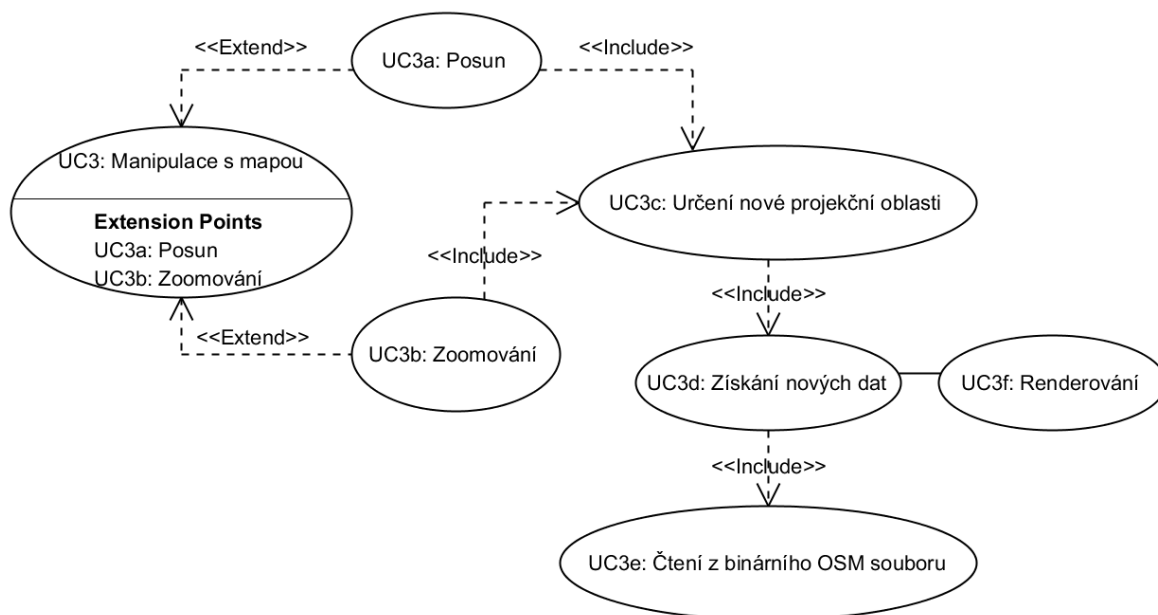 <<Extend>>
UC3a: Posun
<<Include>>
UC3: Manipulace s mapou
Extension Points
UC3a: Posun
UC3b: Zoomování
UC3c: Určení nové projekční oblasti
<<Include>>
<<Include>>
<<Extend>>
UC3b: Zoomování
UC3d: Získání nových dat
UC3f: Renderování
<<Include>>
UC3e: Čtení z binárního OSM souboru